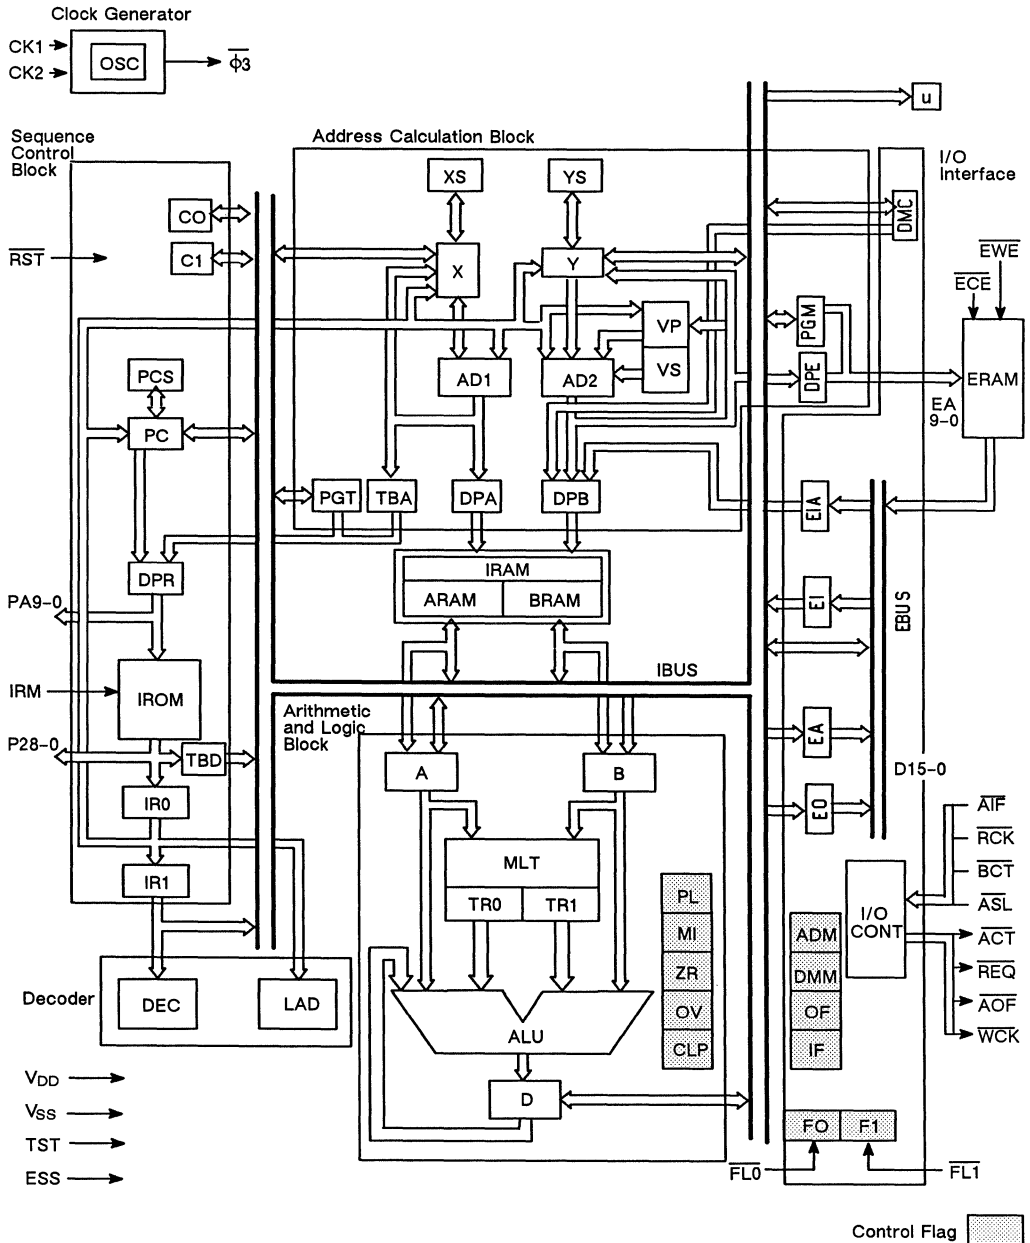 Clock Generator
CK1
CK2
OSC
φ3
u
Sequence
Control
Block
Address Calculation Block
I/O
Interface
XS
YS
CO
DMC
RST
C1
X
Y
EWE
ECE
PGM
VP
VS
PCS
AD1
AD2
DPE
ERAM
EA
9-0
PC
PGT
TBA
DPA
DPB
EIA
DPR
IRAM
ARAM
BRAM
EI
EBUS
PA9-0
IRM
IROM
IBUS
Arithmetic
and Logic
Block
P28-0
TBD
A
B
EA
D15-0
IR0
EO
AIF
RCK
BCT
ASL
MLT
TR0
TR1
IR1
PL
MI
ZR
OV
CLP
I/O
CONT
ADM
DMM
OF
IF
ACT
REQ
AOF
WCK
Decoder
DEC
LAD
ALU
VDD
VSS
TST
ESS
D
FO
F1
FL0
FL1
Control Flag